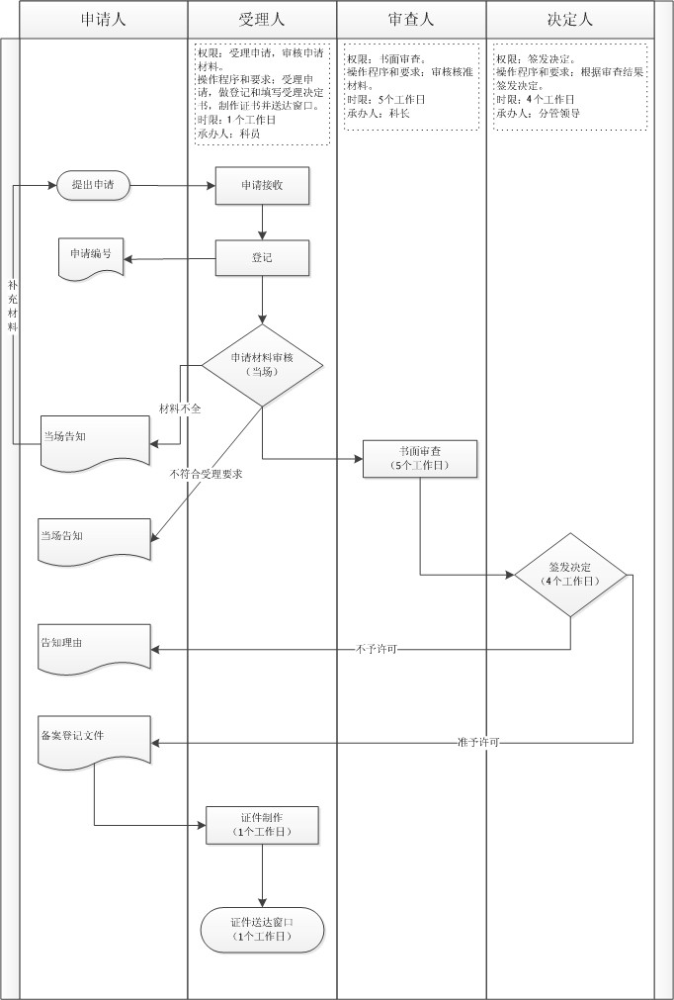 申请人
受理人
审查人
决定人
权限：受理申请，审核申请
材料。
操作程序和要求：受理申
请，做登记和填写受理决定
书，制作证书并送达窗口。
时限：1 个工作日
承办人：科员
权限：书面审查。
操作程序和要求：审核核准
材料。
时限：5个工作日
承办人：科长
权限：签发决定。
操作程序和要求：根据审查结果
签发决定。
时限：4 个工作日
承办人：分管领导
提出申请
申请接收
申请编号
登记
补充材料
申请材料审核
（当场）
材料不全
当场告知
书面审查
（5个工作日）
不符合受理要求
当场告知
签发决定
（4个工作日）
告知理由
不予许可
备案登记文件
准予许可
证件制作
（1个工作日）
证件送达窗口
（1个工作日）